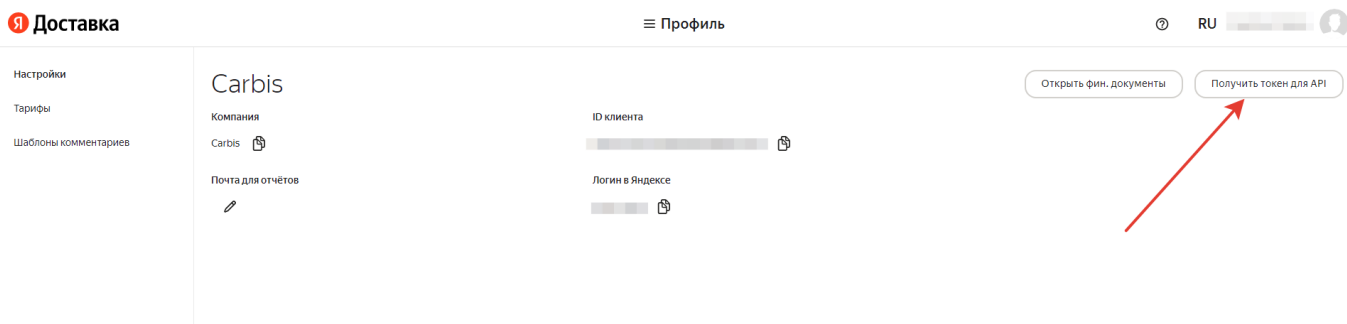 Я Доставка
Профиль
RU
Настройки
Тарифы
Шаблоны комментариев
Carbis
Открыть фин. документы
Получить токен для API
Компания
ID клиента
Carbis
Почта для отчётов
Логин в Яндексе